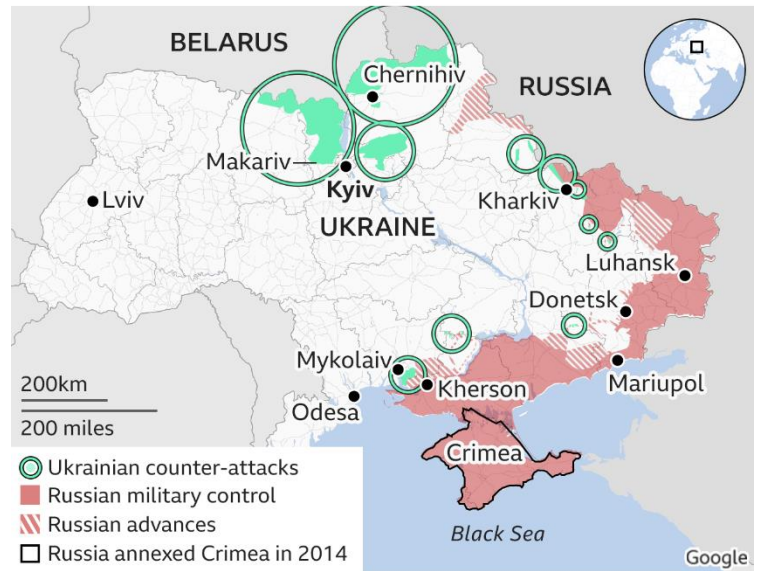 BELARUS
Chernihiv
RUSSIA
Makariv
Kyiv
Lviv
UKRAINE
Kharkiv
Luhansk
Donetsk
Mykolaiv
Kherson
Mariupol
200km
200 miles
Odesa
Crimea
Ukrainian counter-attacks
Russian military control
Russian advances
Black Sea
Russia annexed Crimea in 2014
Google